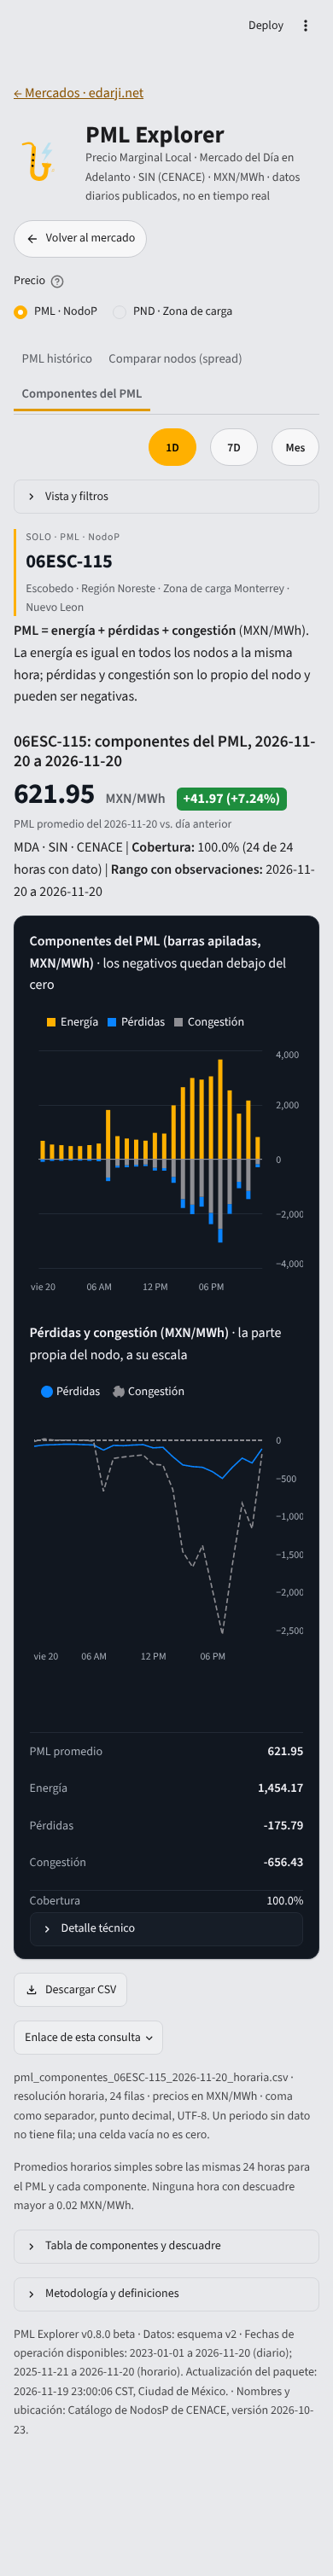 Deploy
← Mercados · edarji.net
PML Explorer
Precio Marginal Local · Mercado del Día en
Adelanto · SIN (CENACE) · MXN/MWh · datos
diarios publicados, no en tiempo real
Volver al mercado
Precio
PML · NodoP PND · Zona de carga
PML histórico Comparar nodos (spread)
Componentes del PML
1D 7D Mes
Vista y filtros
SOLO · PML · NodoP
06ESC-115
Escobedo · Región Noreste · Zona de carga Monterrey ·
Nuevo Leon
PML = energía + pérdidas + congestión (MXN/MWh).
La energía es igual en todos los nodos a la misma
hora; pérdidas y congestión son lo propio del nodo y
pueden ser negativas.
06ESC-115: componentes del PML, 2026-11-
20 a 2026-11-20
621.95 MXN/MWh +41.97 (+7.24%)
PML promedio del 2026-11-20 vs. día anterior
MDA · SIN · CENACE | Cobertura: 100.0% (24 de 24
horas con dato) | Rango con observaciones: 2026-11-
20 a 2026-11-20
Componentes del PML (barras apiladas,
MXN/MWh) · los negativos quedan debajo del
cero
Energía Pérdidas Congestión
4,000
2,000
0
−2,000
−4,000
vie 20 06 AM 12 PM 06 PM
Pérdidas y congestión (MXN/MWh) · la parte
propia del nodo, a su escala
Pérdidas Congestión
0
−500
−1,000
−1,500
−2,000
−2,500
vie 20 06 AM 12 PM 06 PM
PML promedio 621.95
Energía 1,454.17
Pérdidas -175.79
Congestión -656.43
Cobertura 100.0%
Detalle técnico
Descargar CSV
Enlace de esta consulta
pml_componentes_06ESC-115_2026-11-20_horaria.csv ·
resolución horaria, 24 filas · precios en MXN/MWh · coma
como separador, punto decimal, UTF-8. Un periodo sin dato
no tiene fila; una celda vacía no es cero.
Promedios horarios simples sobre las mismas 24 horas para
el PML y cada componente. Ninguna hora con descuadre
mayor a 0.02 MXN/MWh.
Tabla de componentes y descuadre
Metodología y definiciones
PML Explorer v0.8.0 beta · Datos: esquema v2 · Fechas de
operación disponibles: 2023-01-01 a 2026-11-20 (diario);
2025-11-21 a 2026-11-20 (horario). Actualización del paquete:
2026-11-19 23:00:06 CST, Ciudad de México. · Nombres y
ubicación: Catálogo de NodosP de CENACE, versión 2026-10-
23.